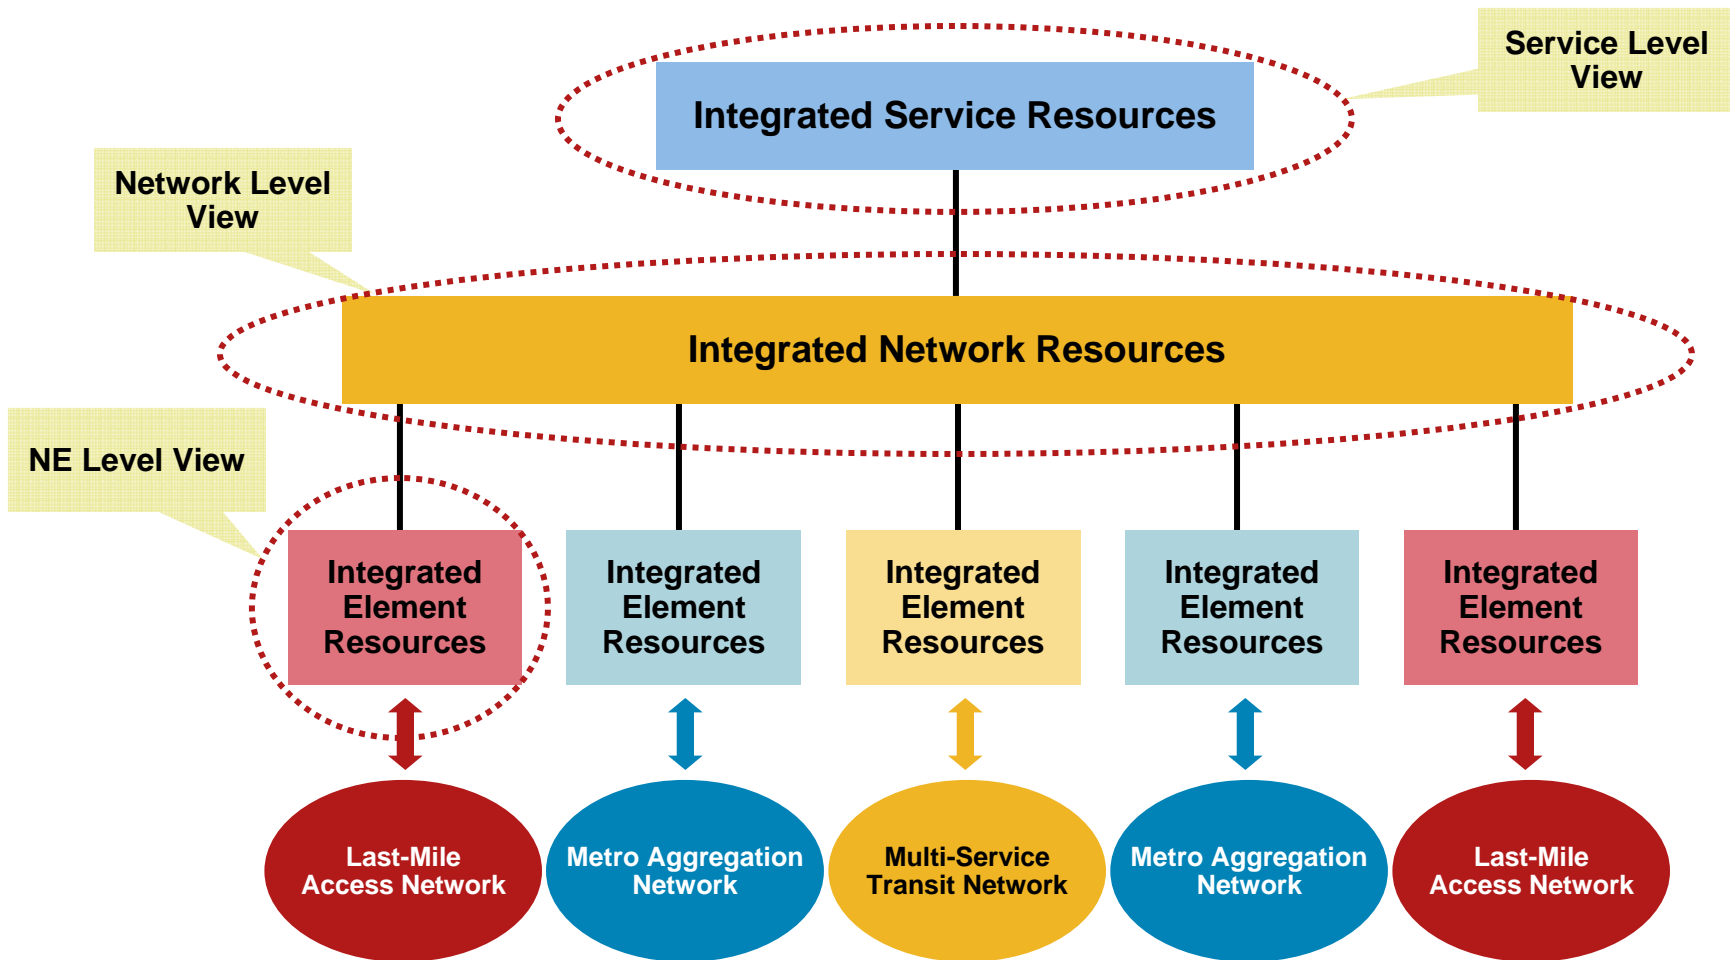 Service Level
View
Integrated Service Resources
Network Level
View
Integrated Network Resources
NE Level View
Integrated
Element
Resources
Integrated
Element
Resources
Integrated
Element
Resources
Integrated
Element
Resources
Integrated
Element
Resources
Last-Mile
Access Network
Metro Aggregation
Network
Multi-Service
Transit Network
Metro Aggregation
Network
Last-Mile
Access Network